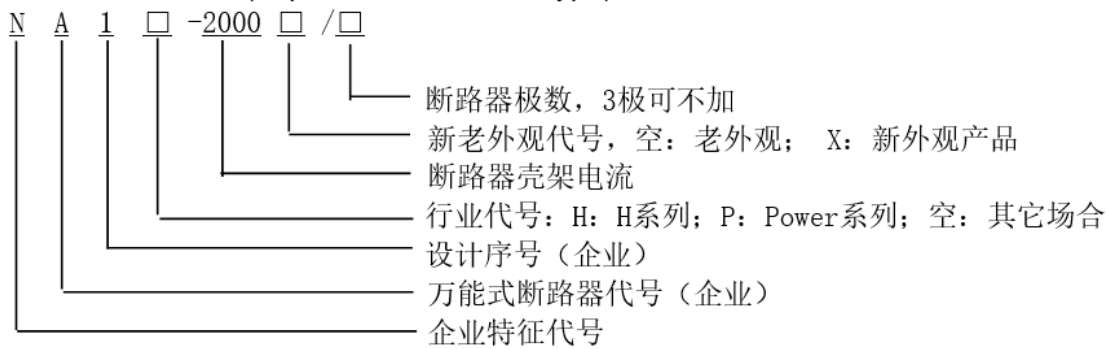 N A 1 □ -2000 □ /□
断路器极数，3极可不加
新老外观代号，空：老外观； X：新外观产品
断路器壳架电流
行业代号：H：H系列；P：Power系列；空：其它场合
设计序号（企业）
万能式断路器代号（企业）
企业特征代号